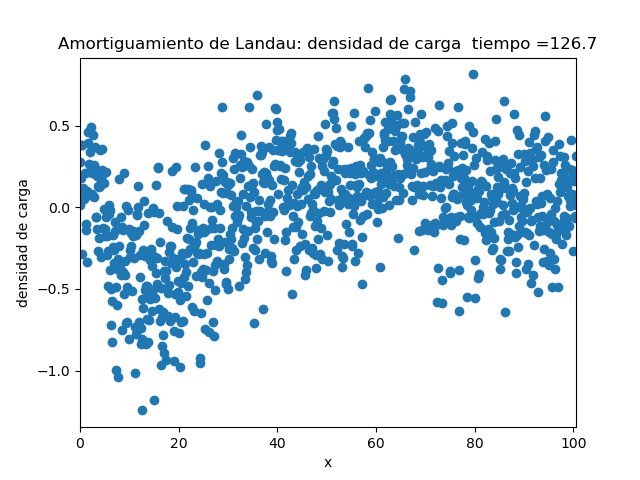 Amortiguamiento de Landau: densidad de carga  tiempo =126.7
densidad de carga
0.5
0.0
−0.5
−1.0
0 20 40 60 80 100
x